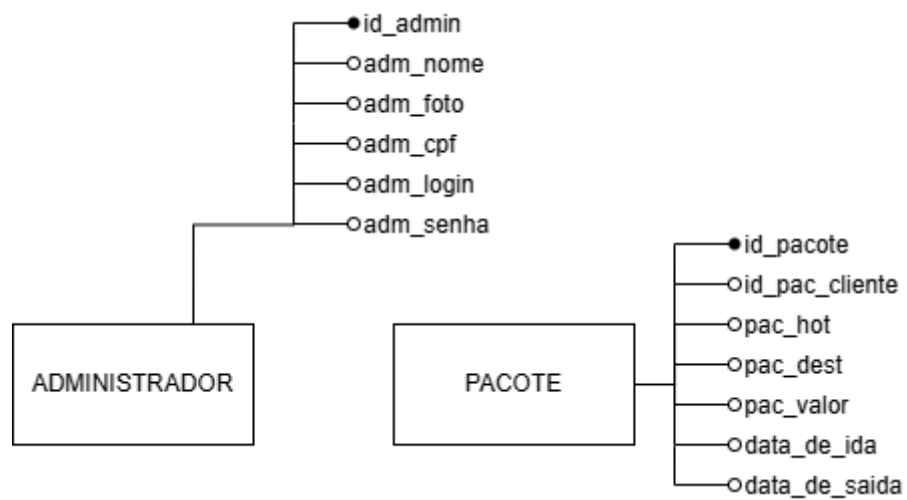 id_admin
adm_nome
adm_foto
adm_cpf
adm_login
adm_senha
ADMINISTRADOR
id_pacote
id_pac_cliente
pac_hot
pac_dest
pac_valor
data_de_ida
data_de_saida
PACOTE